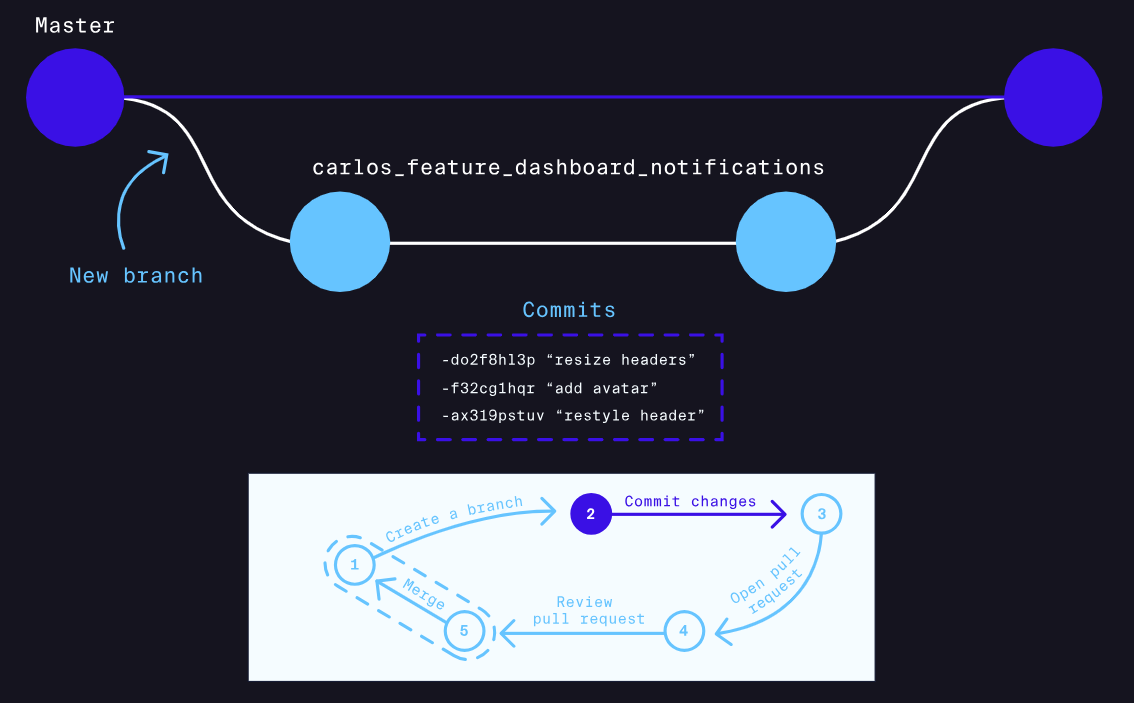 Master
carlos_feature_dashboard_notifications
New branch
Commits
-do2f8hl3p “resize headers”
-f32cg1hqr “add avatar”
-ax319pstuv “restyle header”
Create a branch
2
Commit changes
3
1
Open pull
request
Merge
Review
pull request
5
4